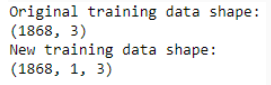 Original training data shape:
(1868, 3)
New training data shape:
(1868, 1, 3)